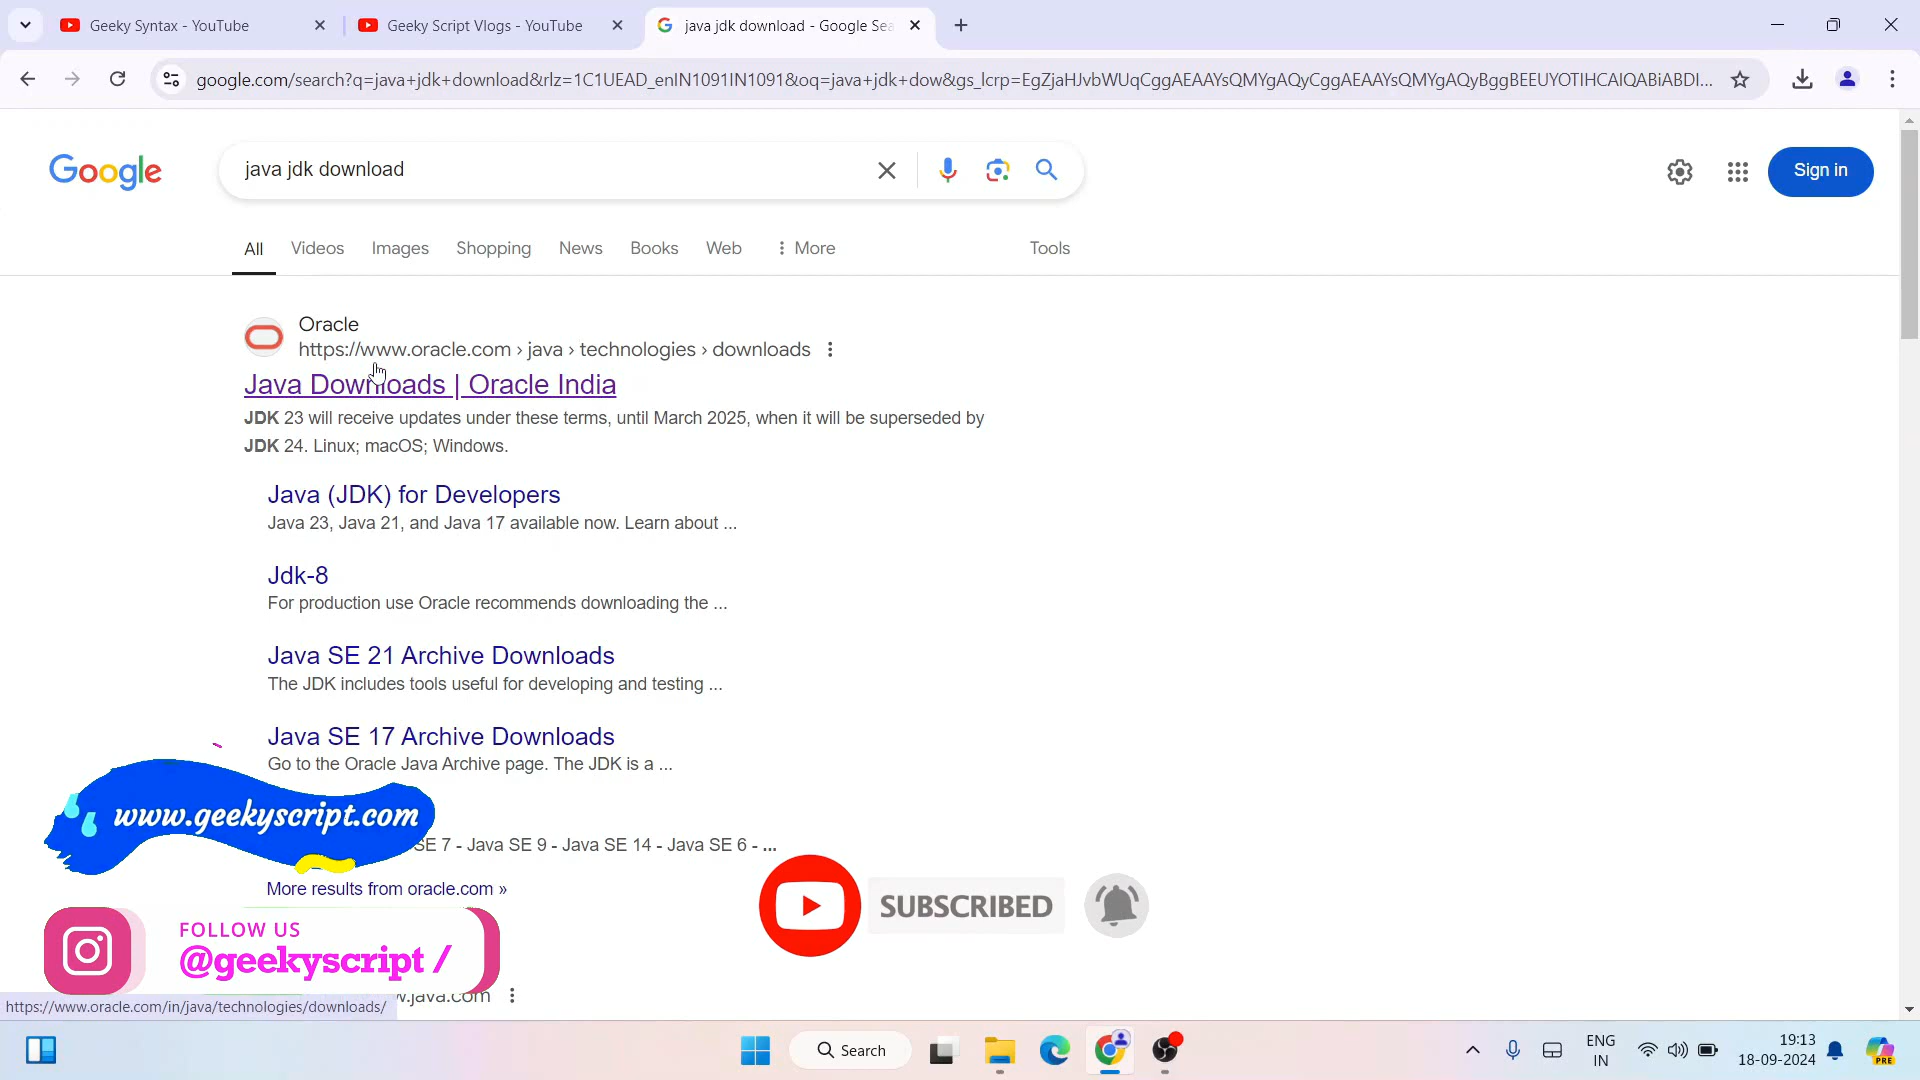 Geeky Syntax - YouTube
Geeky Script Vlogs - YouTube
java jdk download - Google Sea
google.com/search?q=java+jdk+download&rlz=1C1UEAD_enIN1091IN1091&oq=java+jdk+dow&gs_lcrp=EgZjaHJvbWUqCggAEAAYsQMYgAQyCggAEAAYsQMYgAQyBggBEEUYOTIHCAIQABiABDI...
Google
java jdk download
Sign in
All
Videos
Images
Shopping
News
Books
Web
More
Tools
Oracle
https://www.oracle.com › java › technologies › downloads
Java Downloads | Oracle India
JDK 23 will receive updates under these terms, until March 2025, when it will be superseded by
JDK 24. Linux; macOS; Windows.
Java (JDK) for Developers
Java 23, Java 21, and Java 17 available now. Learn about ...
Jdk-8
For production use Oracle recommends downloading the ...
Java SE 21 Archive Downloads
The JDK includes tools useful for developing and testing ...
Java SE 17 Archive Downloads
Go to the Oracle Java Archive page. The JDK is a ...
www.geekyscript.com
SE 7 - Java SE 9 - Java SE 14 - Java SE 6 - ...
More results from oracle.com »
SUBSCRIBED
FOLLOW US
@geekyscript /
w.java.com
https://www.oracle.com/in/java/technologies/downloads/
Search
ENG
IN
19:13
18-09-2024
PRE